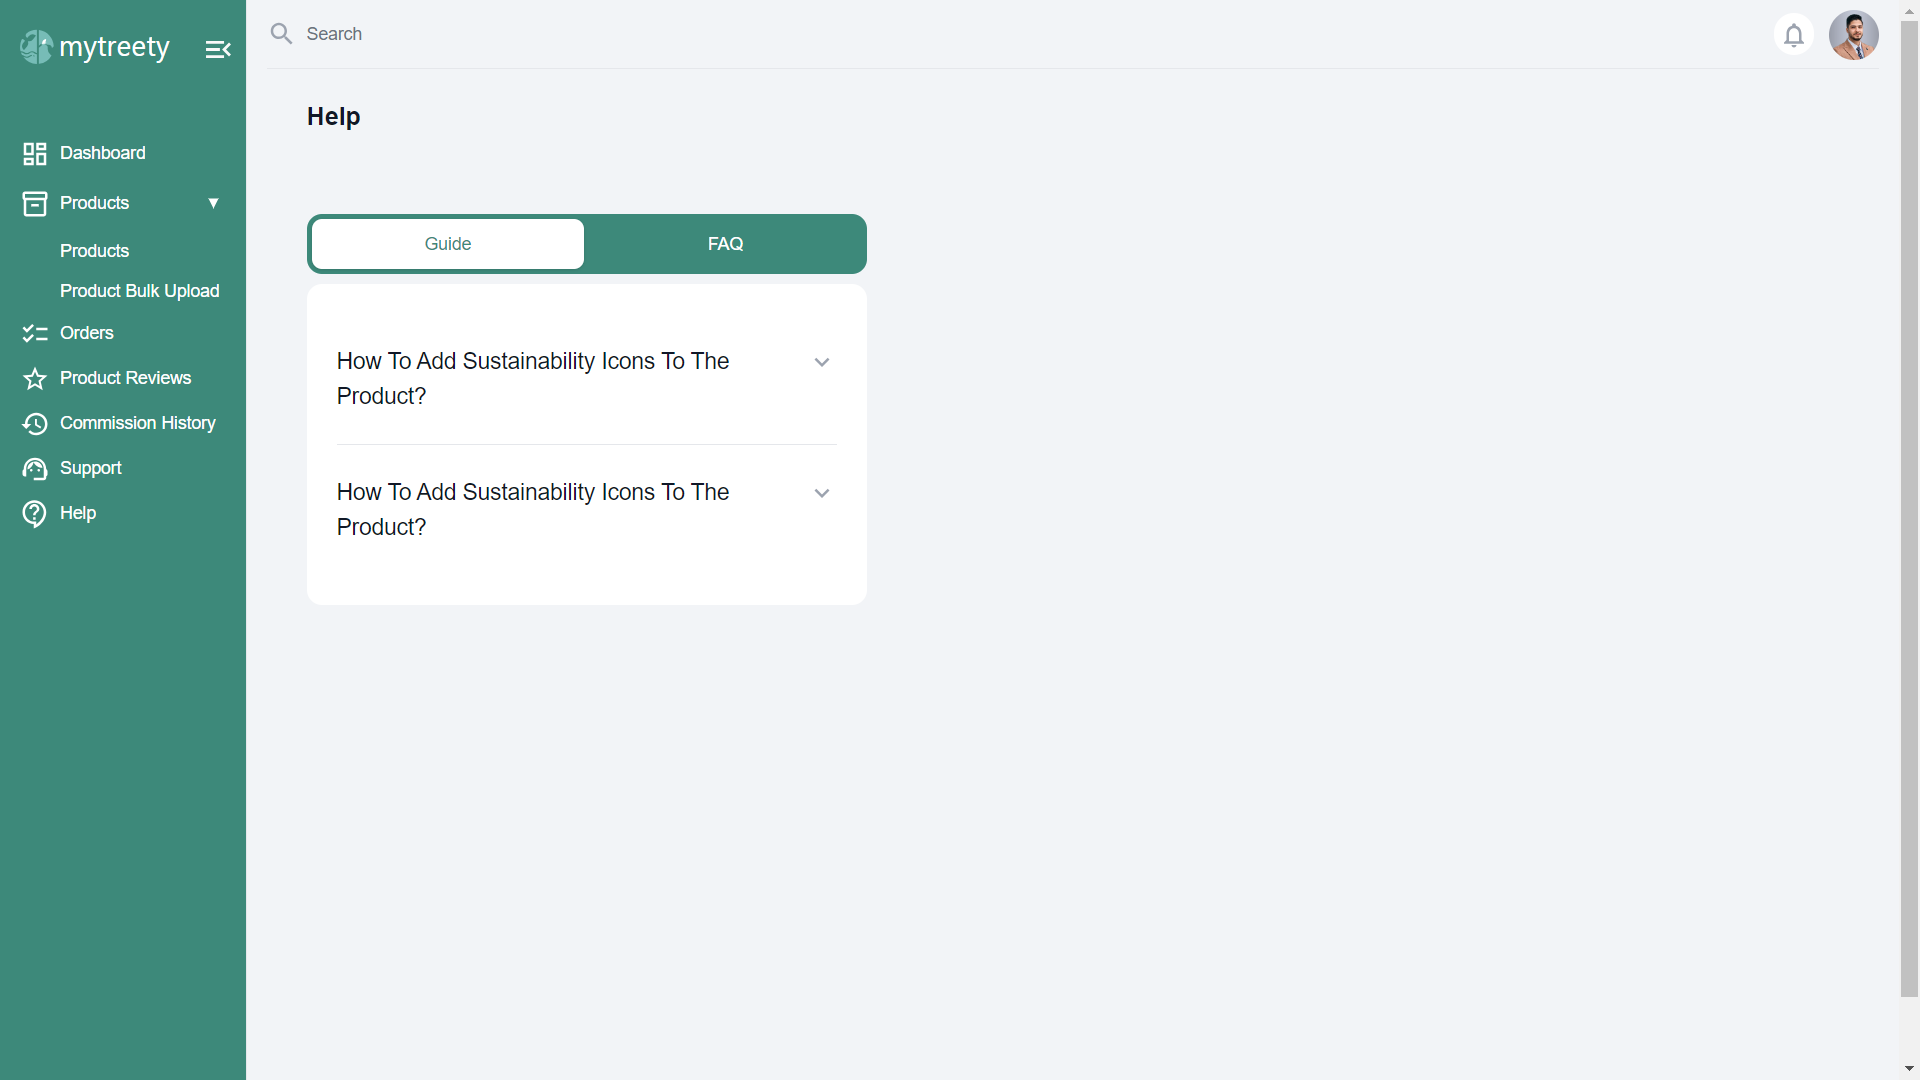 mytreety
Search
Help
Dashboard
Products
Products
Product Bulk Upload
Orders
Product Reviews
Commission History
Support
Help
Guide
FAQ
How To Add Sustainability Icons To The
Product?
How To Add Sustainability Icons To The
Product?